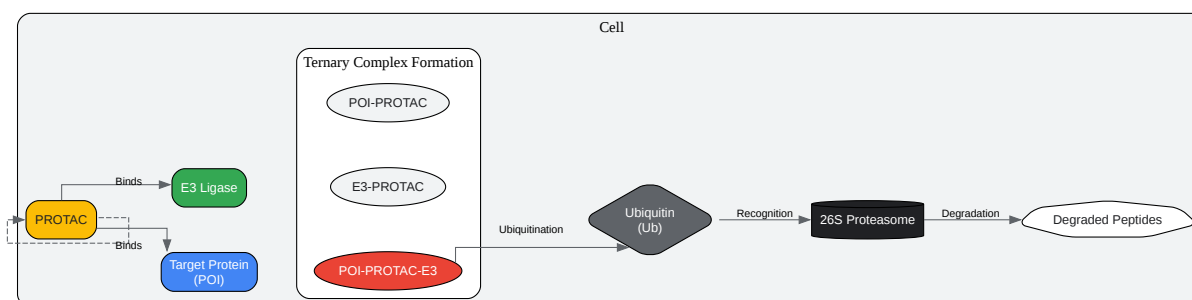 Cell
Ternary Complex Formation
POI-PROTAC
E3-PROTAC
POI-PROTAC-E3
Binds
E3 Ligase
PROTAC
Binds
Target Protein
(POI)
Ubiquitination
Ubiquitin
(Ub)
Recognition
26S Proteasome
Degradation
Degraded Peptides